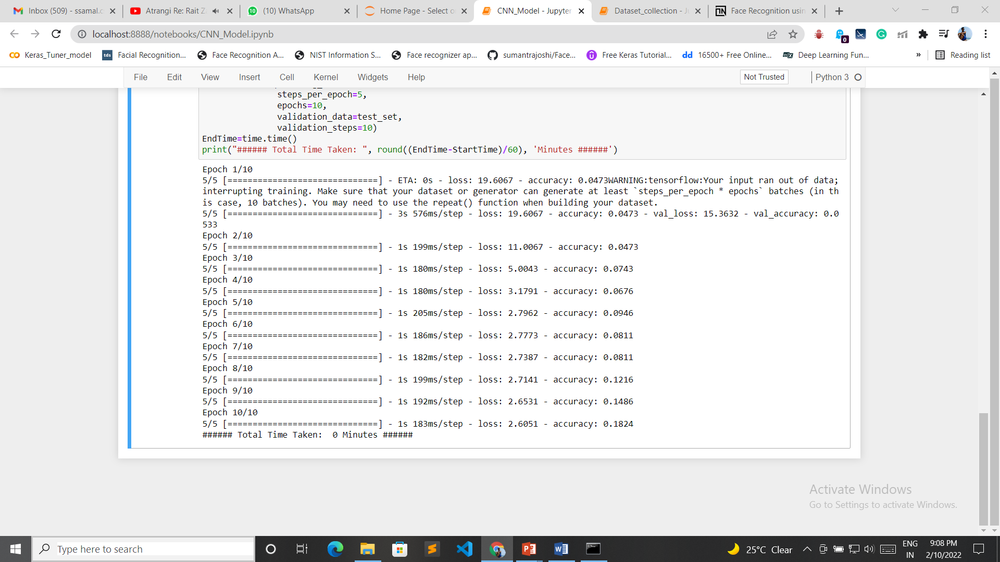 Inbox (509) - ssamal.c
Atrangi Re: Rait Z
(10) WhatsApp
Home Page - Select o
CNN_Model - Jupyter
Dataset_collection - J
Face Recognition usin
localhost:8888/notebooks/CNN_Model.ipynb
0
Keras_Tuner_model
tds Facial Recognition...
Face Recognition A...
NIST Information S...
Face recognizer ap...
sumantrajoshi/Face...
Free Keras Tutorial...
dd 16500+ Free Online...
edX Deep Learning Fun...
»
Reading list
File Edit View Insert Cell Kernel Widgets Help
Not Trusted
Python 3
steps_per_epoch=5,
epochs=10,
validation_data=test_set,
validation_steps=10)
EndTime=time.time()
print("###### Total Time Taken: ", round((EndTime-StartTime)/60), 'Minutes ######')
Epoch 1/10
5/5 [==============================] - ETA: 0s - loss: 19.6067 - accuracy: 0.0473WARNING:tensorflow:Your input ran out of data;
interrupting training. Make sure that your dataset or generator can generate at least `steps_per_epoch * epochs` batches (in th
is case, 10 batches). You may need to use the repeat() function when building your dataset.
5/5 [==============================] - 3s 576ms/step - loss: 19.6067 - accuracy: 0.0473 - val_loss: 15.3632 - val_accuracy: 0.0
533
Epoch 2/10
5/5 [==============================] - 1s 199ms/step - loss: 11.0067 - accuracy: 0.0473
Epoch 3/10
5/5 [==============================] - 1s 180ms/step - loss: 5.0043 - accuracy: 0.0743
Epoch 4/10
5/5 [==============================] - 1s 180ms/step - loss: 3.1791 - accuracy: 0.0676
Epoch 5/10
5/5 [==============================] - 1s 205ms/step - loss: 2.7962 - accuracy: 0.0946
Epoch 6/10
5/5 [==============================] - 1s 186ms/step - loss: 2.7773 - accuracy: 0.0811
Epoch 7/10
5/5 [==============================] - 1s 182ms/step - loss: 2.7387 - accuracy: 0.0811
Epoch 8/10
5/5 [==============================] - 1s 199ms/step - loss: 2.7141 - accuracy: 0.1216
Epoch 9/10
5/5 [==============================] - 1s 192ms/step - loss: 2.6531 - accuracy: 0.1486
Epoch 10/10
5/5 [==============================] - 1s 183ms/step - loss: 2.6051 - accuracy: 0.1824
###### Total Time Taken:  0 Minutes ######
Activate Windows
Go to Settings to activate Windows.
Type here to search
25°C Clear
ENG
IN
9:08 PM
2/10/2022